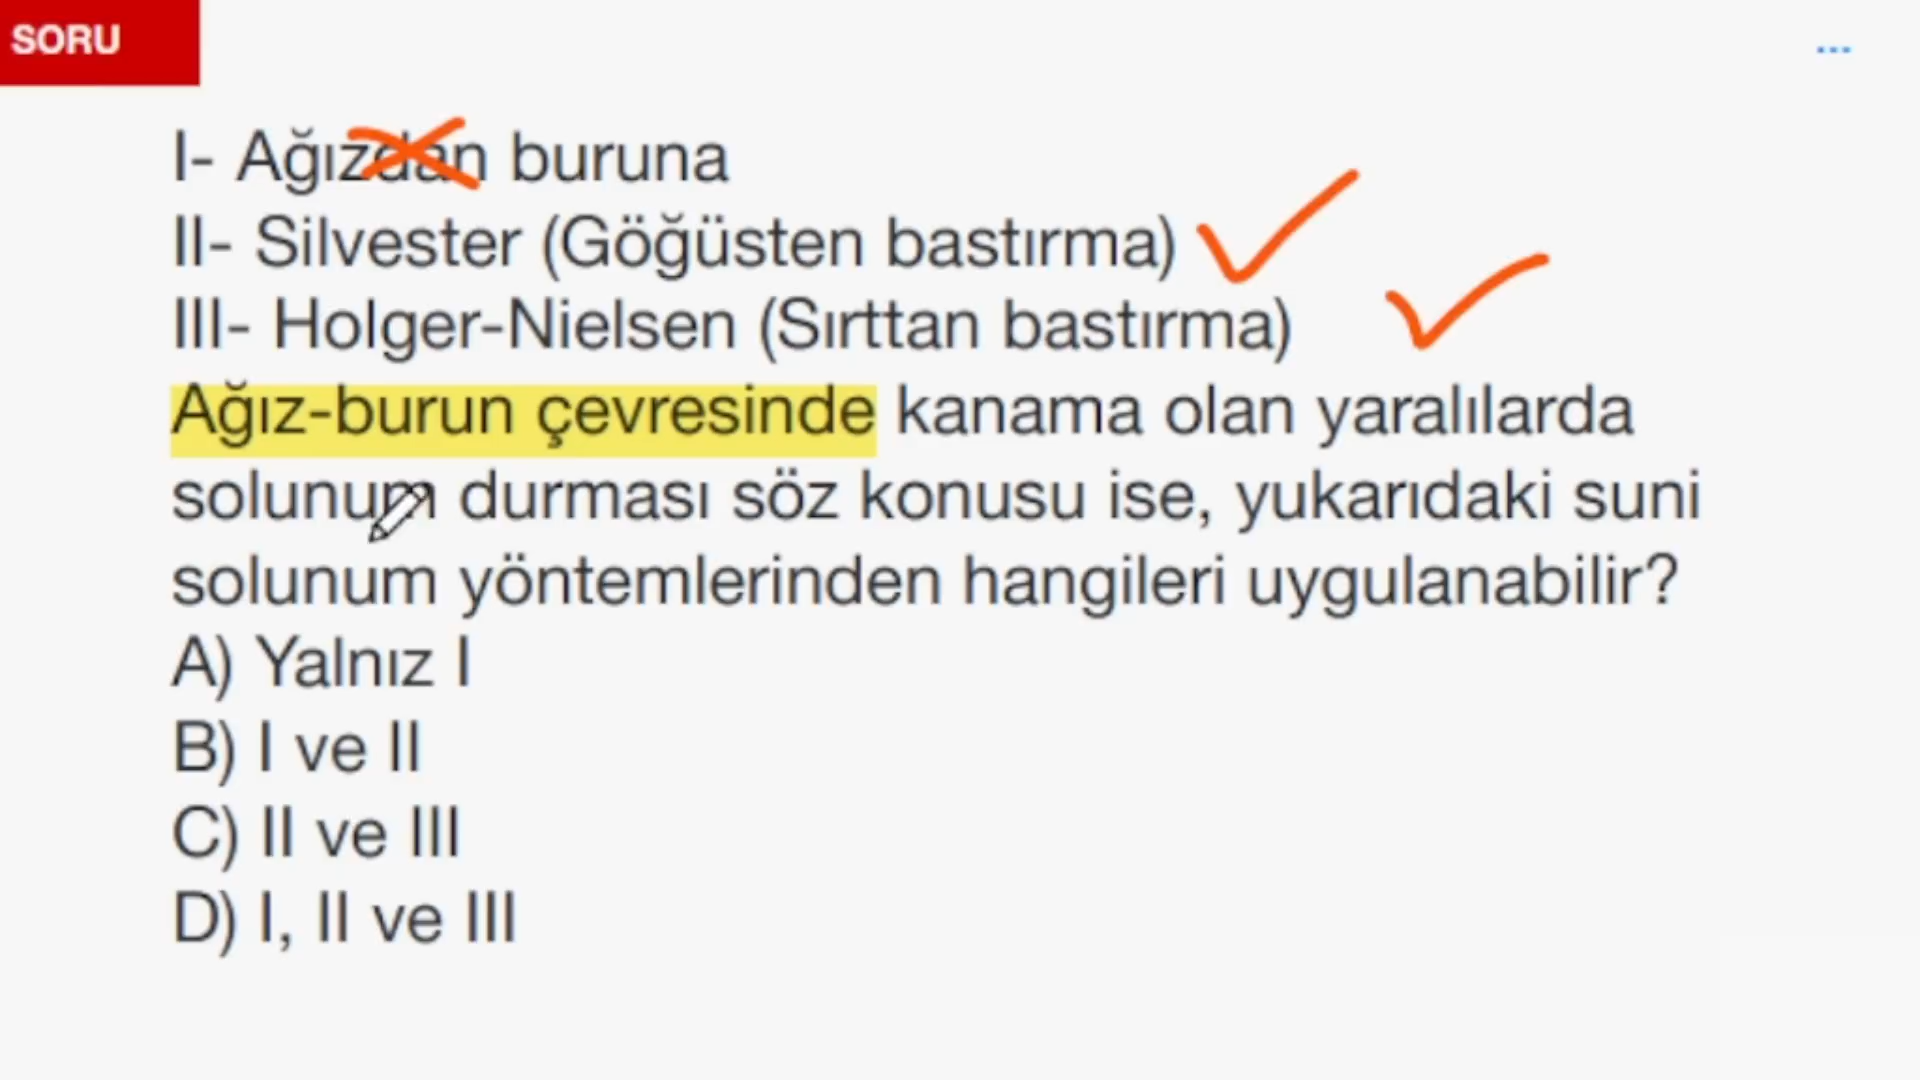 SORU
I- Ağızdan buruna
II- Silvester (Göğüsten bastırma)
III- Holger-Nielsen (Sırttan bastırma)
Ağız-burun çevresinde kanama olan yaralılarda
solunum durması söz konusu ise, yukarıdaki suni
solunum yöntemlerinden hangileri uygulanabilir?
A) Yalnız I
B) I ve II
C) II ve III
D) I, II ve III